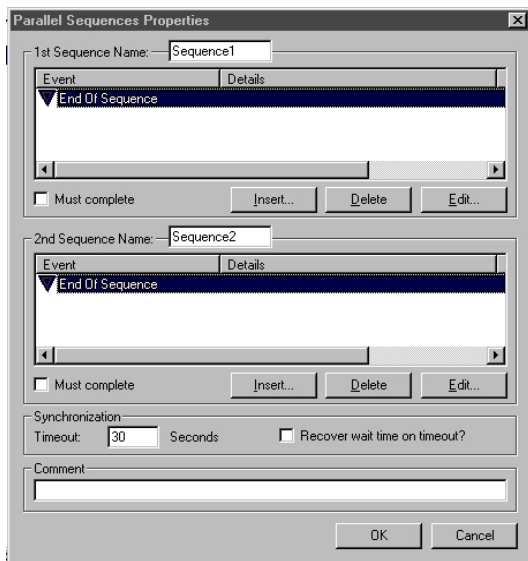 Parallel Sequences Properties
1st Sequence Name: Sequence1
Event Details
End Of Sequence
Must complete Insert... Delete Edit...
2nd Sequence Name: Sequence2
Event Details
End Of Sequence
Must complete Insert... Delete Edit...
Synchronization
Timeout: 30 Seconds Recover wait time on timeout?
Comment
OK Cancel